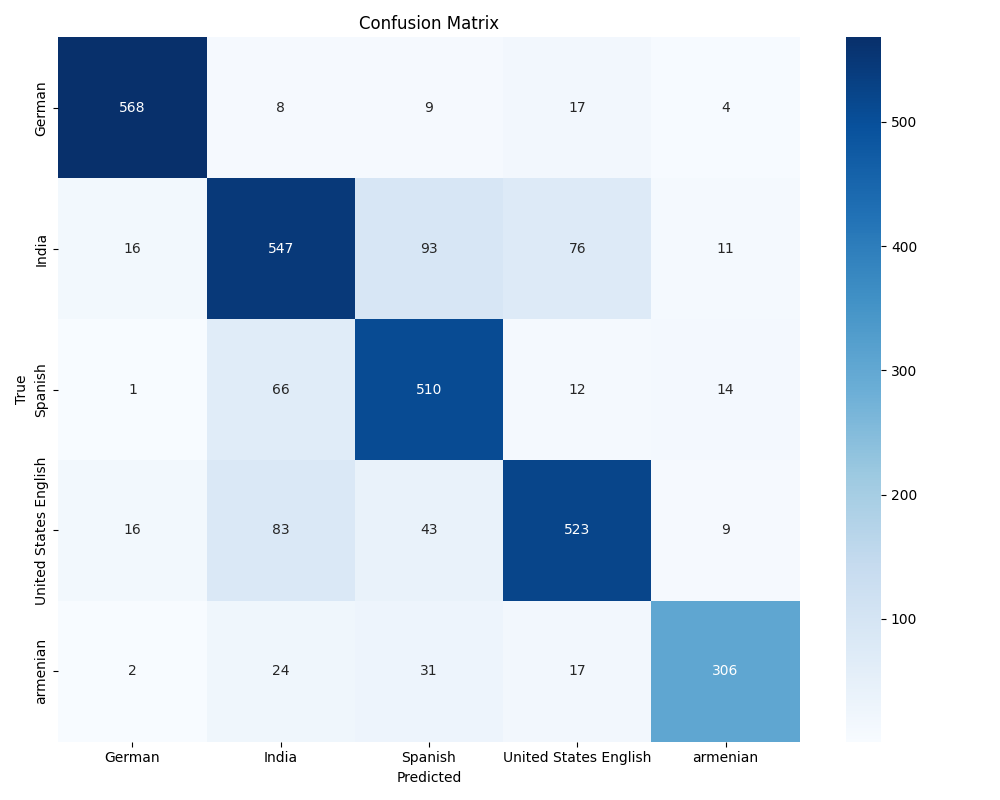 Confusion Matrix
True
German
568 8 9 17 4
India
16 547 93 76 11
Spanish
1 66 510 12 14
United States English
16 83 43 523 9
armenian
2 24 31 17 306
German India Spanish United States English armenian
Predicted
500
400
300
200
100